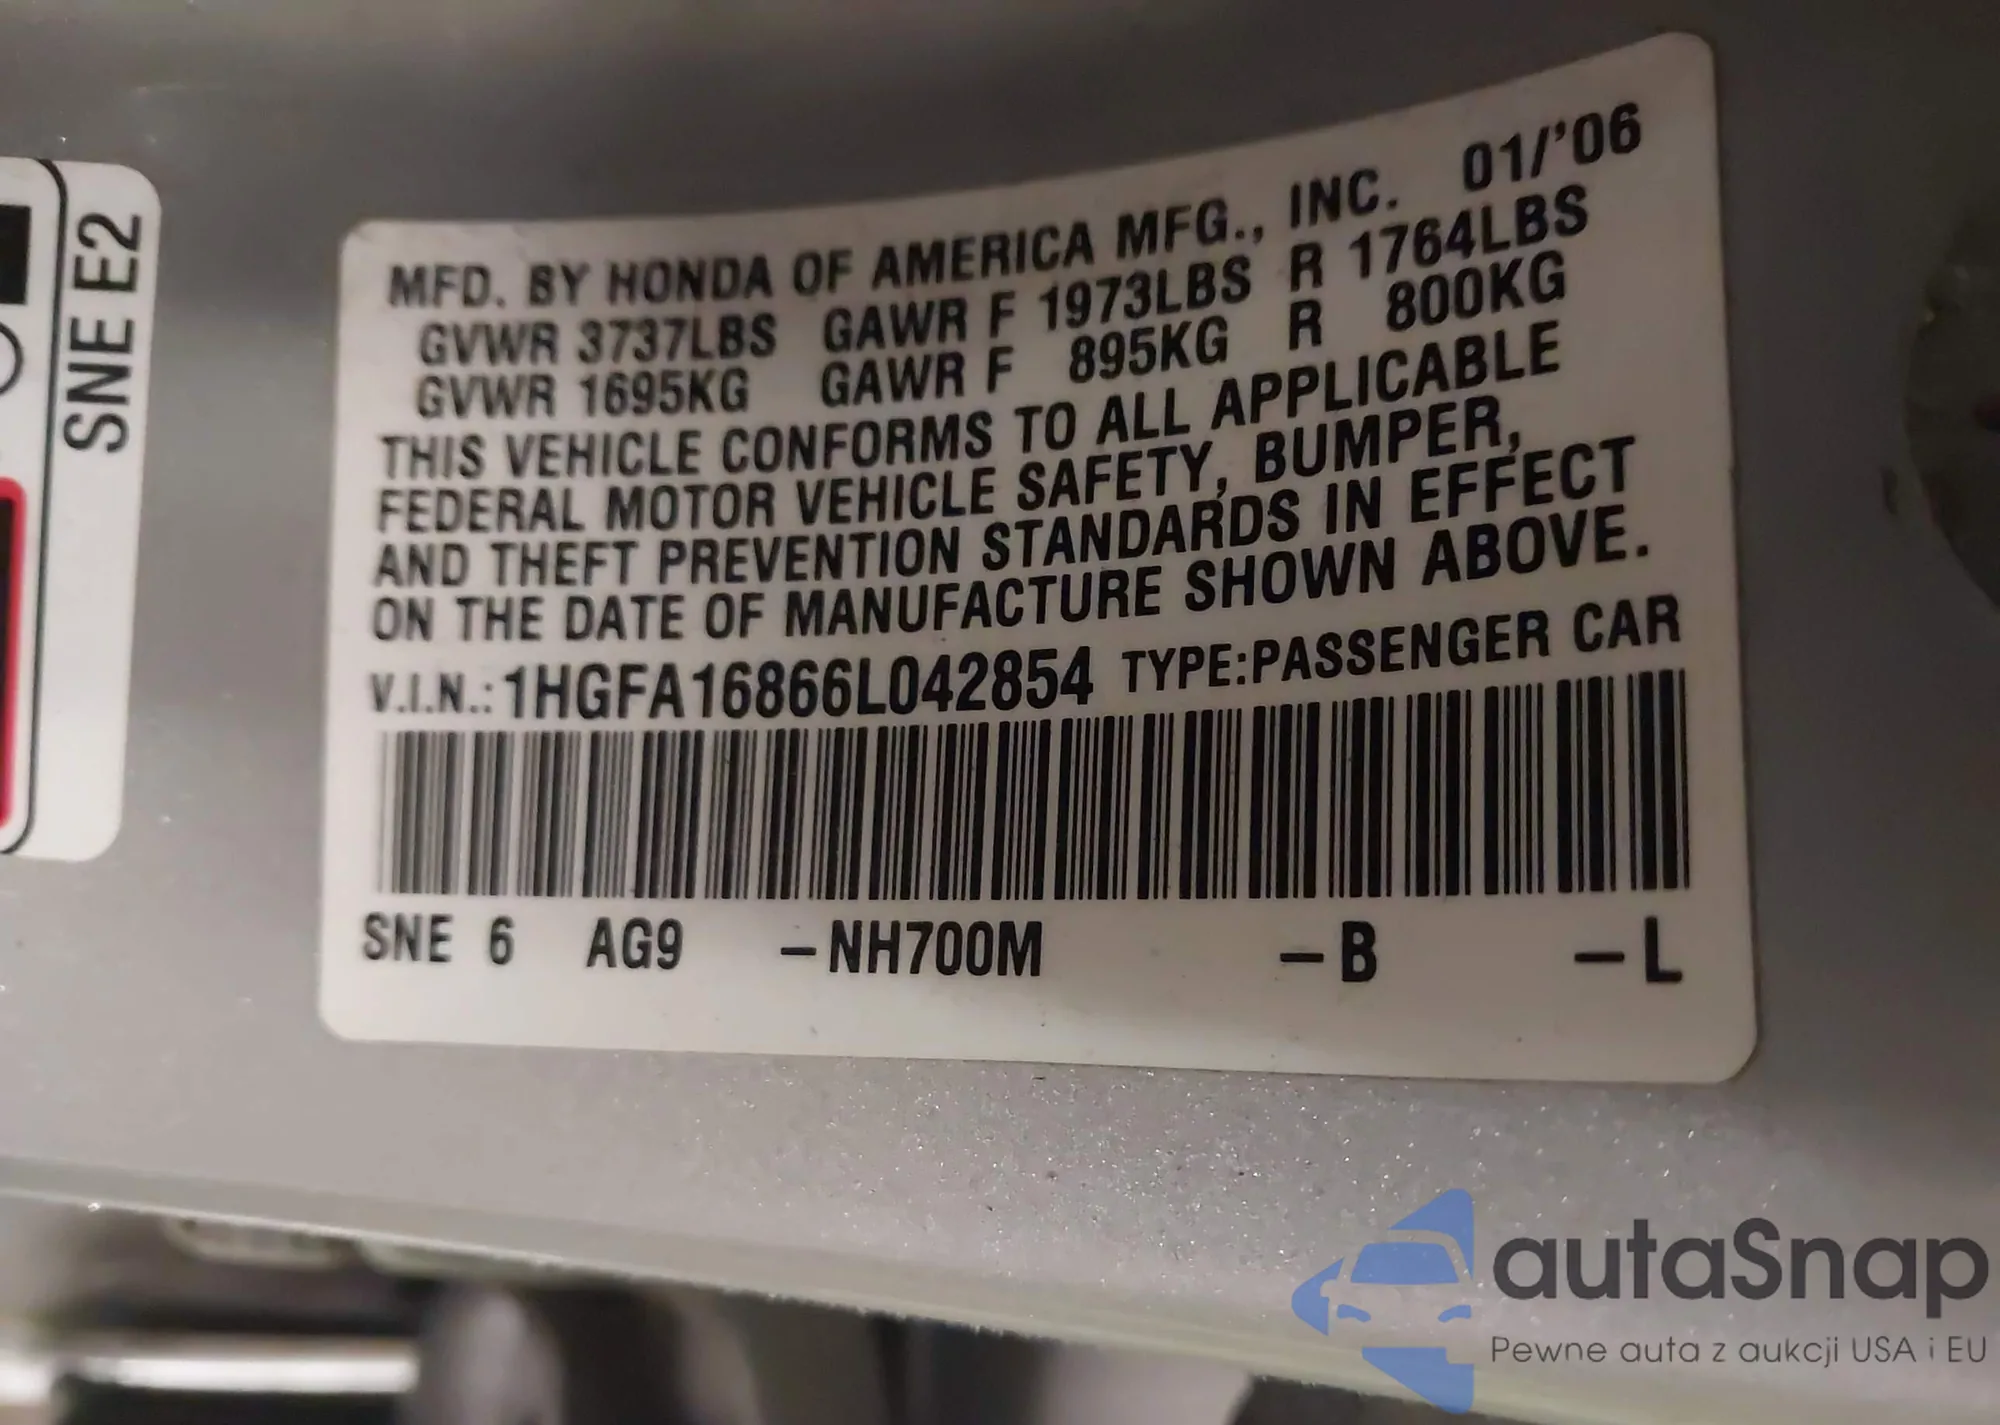 SNE E2
MFD. BY HONDA OF AMERICA MFG., INC. 01/'06
GVWR 3737LBS GAWR F 1973LBS R 1764LBS
GVWR 1695KG GAWR F 895KG R 800KG
THIS VEHICLE CONFORMS TO ALL APPLICABLE
FEDERAL MOTOR VEHICLE SAFETY, BUMPER,
AND THEFT PREVENTION STANDARDS IN EFFECT
ON THE DATE OF MANUFACTURE SHOWN ABOVE.
V.I.N.: 1HGFA16866L042854 TYPE:PASSENGER CAR
SNE 6 AG9 –NH700M –B –L
autaSnap
Pewne auta z aukcji USA i EU